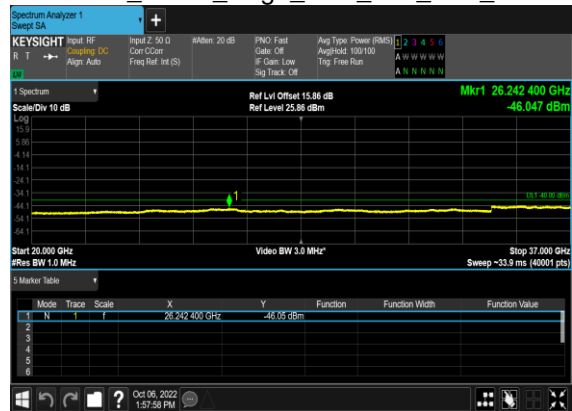 Spectrum Analyzer 1
Swept SA
+
KEYSIGHT Input: RF Input Z: 50 Ω #Atten: 20 dB PNO: Fast Avg Type: Power (RMS) 1 2 3 4 5 6
R T Coupling: DC Corr CCorr Gate: Off Avg|Hold: 100/100 A W W W W W
Align: Auto Freq Ref: Int (S) IF Gain: Low Trig: Free Run
LW Sig Track: Off A N N N N N
1 Spectrum Ref Lvl Offset 15.86 dB Mkr1 26.242 400 GHz
Scale/Div 10 dB Ref Level 25.86 dBm -46.047 dBm
Log
15.9
5.86
-4.14
-14.1
-24.1
-34.1 1 DL1 -40.00 dBm
-44.1
-54.1
-64.1
Start 20.000 GHz Video BW 3.0 MHz* Stop 37.000 GHz
#Res BW 1.0 MHz Sweep ~33.9 ms (40001 pts)
5 Marker Table
Mode Trace Scale X Y Function Function Width Function Value
1 N 1 f 26.242 400 GHz -46.05 dBm
2
3
4
5
6
? Oct 06, 2022
1:57:58 PM